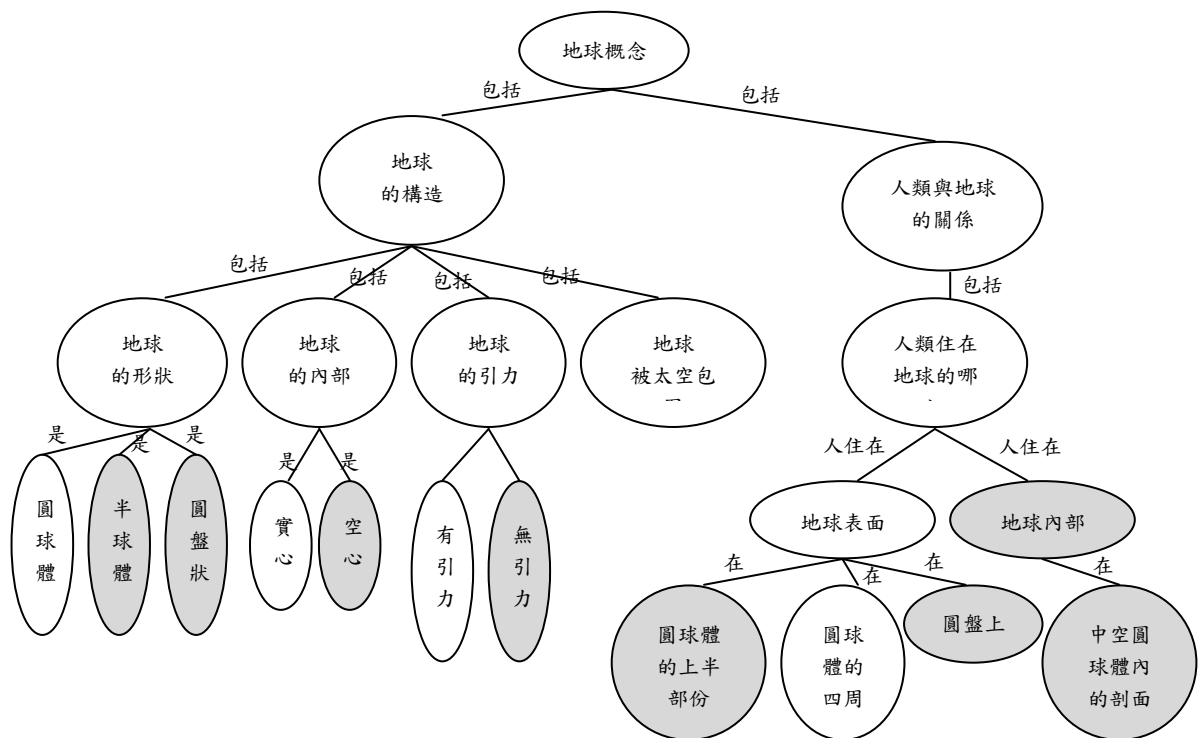 地球概念
包括
包括
地球
的構造
人類與地球
的關係
包括
包括
包括
包括
包括
地球
的形狀
地球
的內部
地球
的引力
地球
被太空包
人類住在
地球的哪
是
是
是
是
是
人住在
人住在
圓
球
體
半
球
體
圓
盤
狀
實
心
空
心
有
引
力
無
引
力
地球表面
地球內部
在
在
在
在
圓球體
的上半
部份
圓球
體的
四周
圓盤上
中空圓
球體內
的剖面